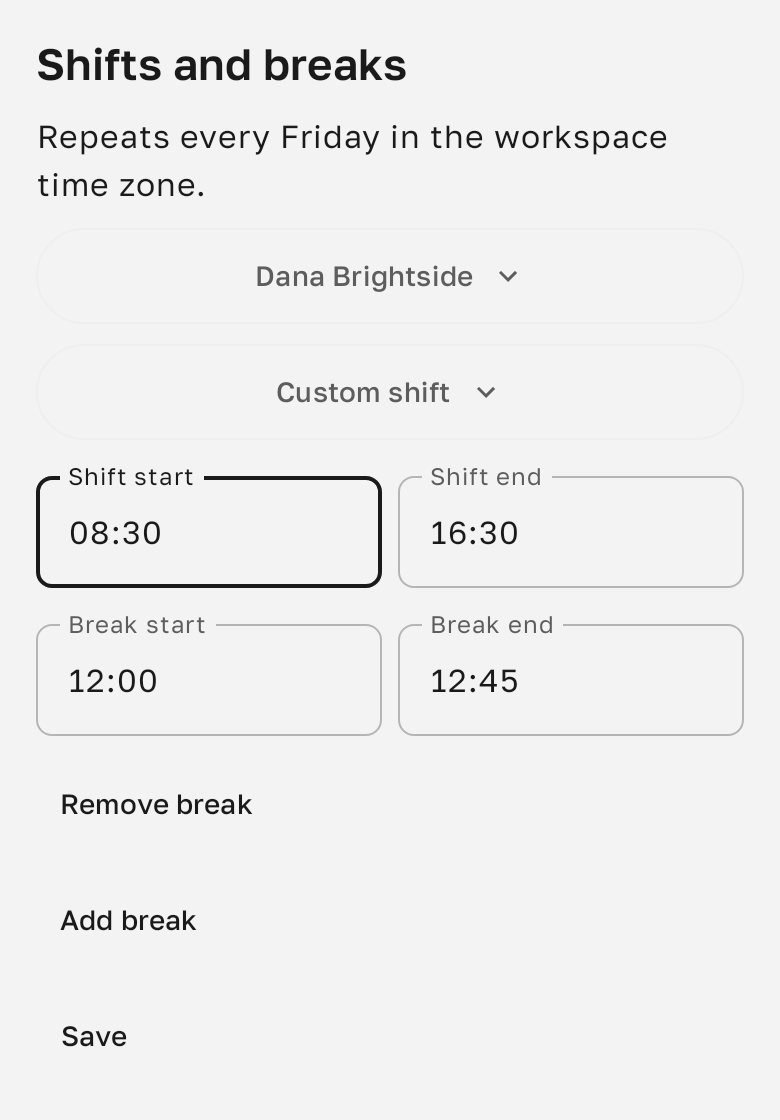 Shifts and breaks
Repeats every Friday in the workspace
time zone.
Dana Brightside
Custom shift
Shift start
08:30
Shift end
16:30
Break start
12:00
Break end
12:45
Remove break
Add break
Save